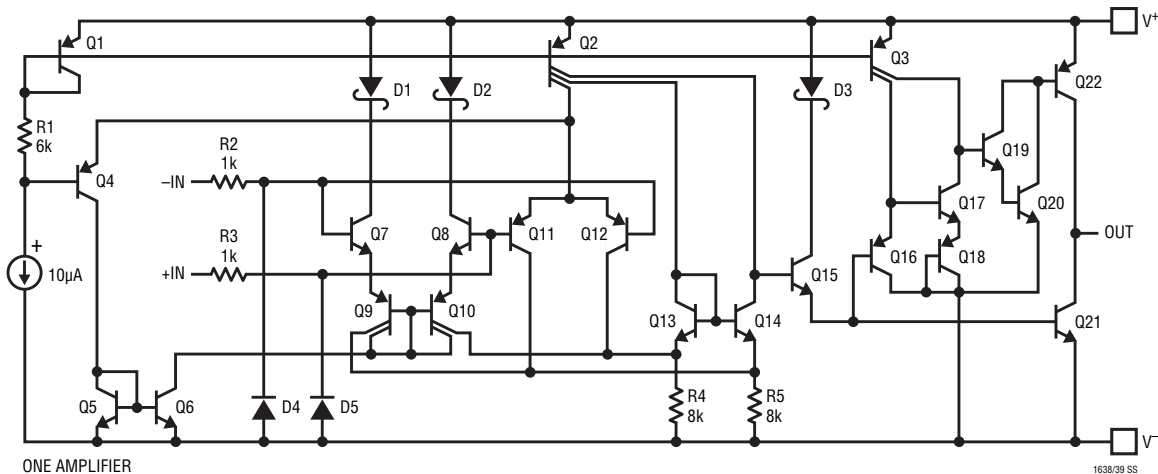 V+
Q1
Q2
Q3
D1
D2
D3
Q22
R1
6k
R2
1k
Q19
Q4
–IN
Q17
Q20
Q7
Q8
Q11
Q12
OUT
R3
1k
+
10µA
+IN
Q15
Q16
Q18
Q9
Q10
Q13
Q14
Q21
Q5
Q6
D4
D5
R4
8k
R5
8k
V–
ONE AMPLIFIER
1638/39 SS